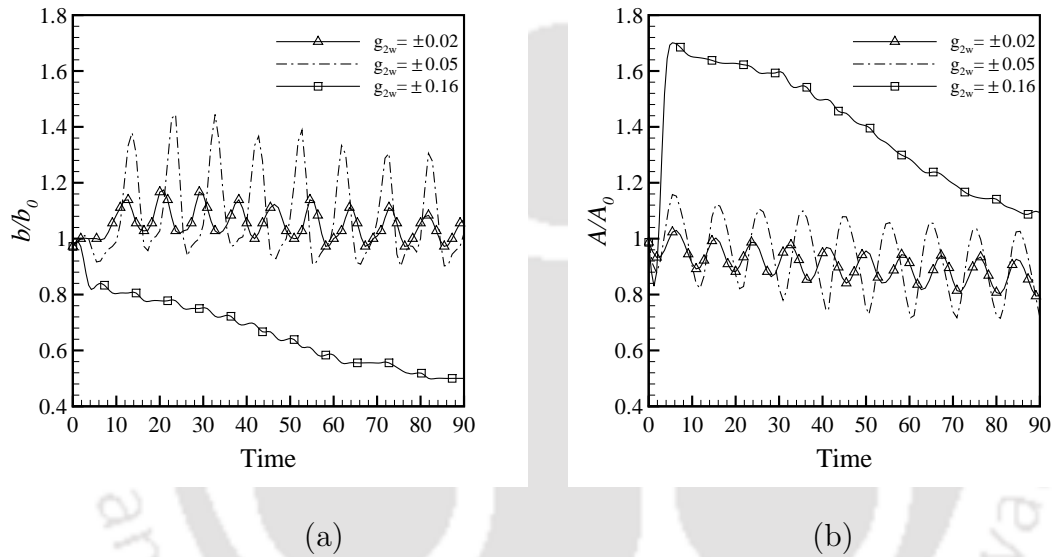 1.8
1.6
1.4
1.2
1
0.8
0.6
0.4
0 10 20 30 40 50 60 70 80 90
b/b₀
Time
g₂w= ±0.02
g₂w= ±0.05
g₂w= ±0.16
(a)
1.8
1.6
1.4
1.2
1
0.8
0.6
0.4
0 10 20 30 40 50 60 70 80 90
A/A₀
Time
g₂w= ±0.02
g₂w= ±0.05
g₂w= ±0.16
(b)
an
va